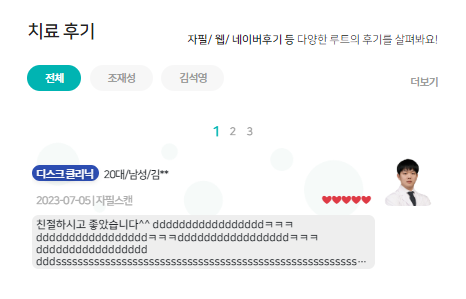 치료 후기
자필/ 웹/ 네이버후기 등 다양한 루트의 후기를 살펴봐요!
전체 조재성 김석영
더보기
1 2 3
디스크 클리닉 20대/남성/김**
2023-07-05 | 자필스캔
친절하시고 좋았습니다^^ dddddddddddddddddㅋㅋㅋ
dddddddddddddddddㅋㅋㅋdddddddddddddddddㅋㅋㅋ
ddddddddddddddddd
dddsssssssssssssssssssssssssssssssssssssssssssssssssssss…